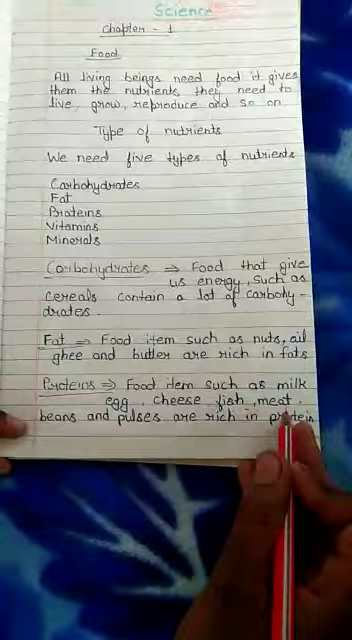 Science
Chapter - 1
Food
All living beings need food it gives
them the nutrients they need to
live, grow, reproduce and so on
Type of nutrients
We need five types of nutrients
Carbohydrates
Fat
Proteins
Vitamins
Minerals
Carbohydrates ⇒ Food that give
us energy, such as
cereals contain a lot of carbohy-
drates.
Fat ⇒ Food item such as nuts, oil
ghee and butter are rich in fats
Proteins ⇒ Food item such as milk
egg, cheese fish, meat.
beans and pulses are rich in protein